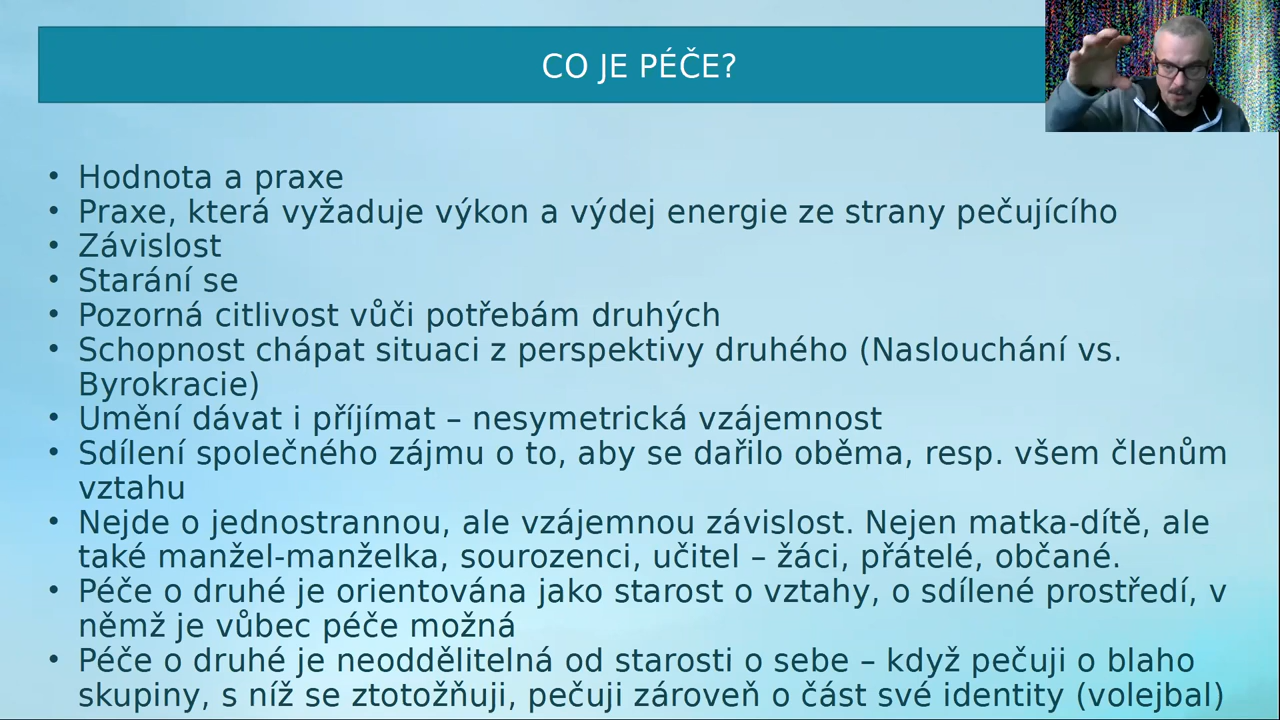 CO JE PÉČE?
• Hodnota a praxe
• Praxe, která vyžaduje výkon a výdej energie ze strany pečujícího
• Závislost
• Starání se
• Pozorná citlivost vůči potřebám druhých
• Schopnost chápat situaci z perspektivy druhého (Naslouchání vs.
Byrokracie)
• Umění dávat i příjímat – nesymetrická vzájemnost
• Sdílení společného zájmu o to, aby se dařilo oběma, resp. všem členům
vztahu
• Nejde o jednostrannou, ale vzájemnou závislost. Nejen matka-dítě, ale
také manžel-manželka, sourozenci, učitel – žáci, přátelé, občané.
• Péče o druhé je orientována jako starost o vztahy, o sdílené prostředí, v
němž je vůbec péče možná
• Péče o druhé je neoddělitelná od starosti o sebe – když pečuji o blaho
skupiny, s níž se ztotožňuji, pečuji zároveň o část své identity (volejbal)